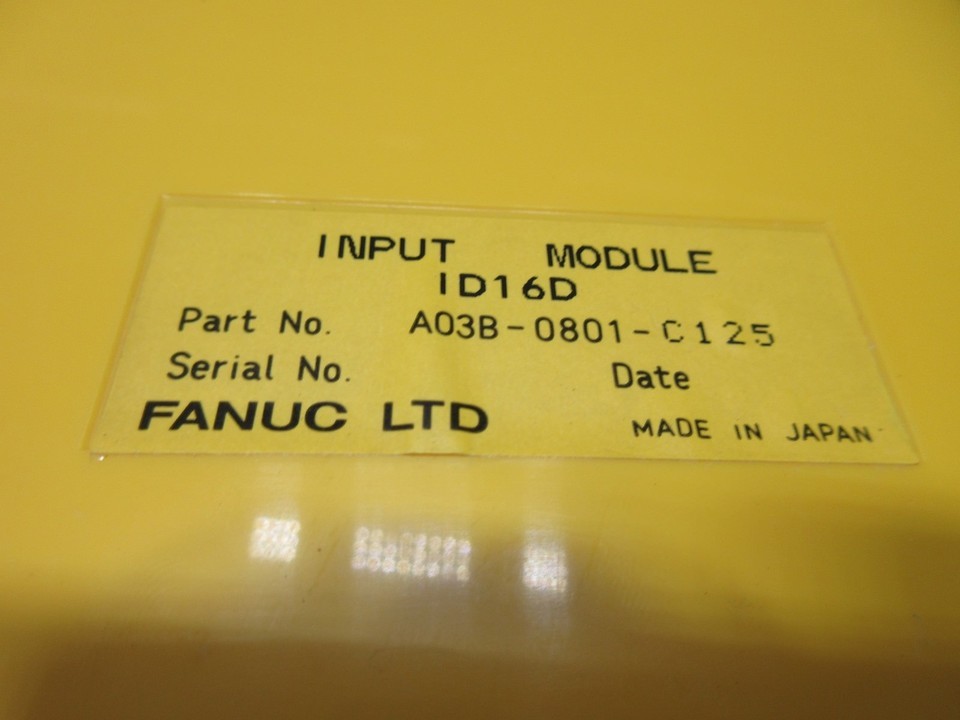 INPUT MODULE
ID16D
Part No. A03B-0801-C125
Serial No. Date
FANUC LTD MADE IN JAPAN